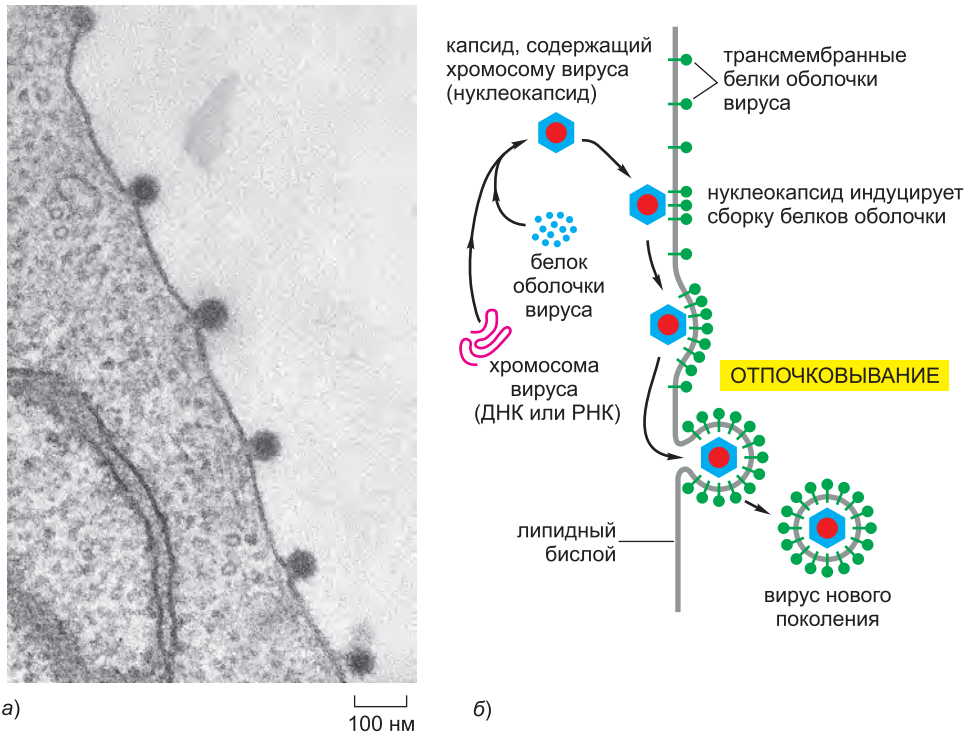 капсид, содержащий
хромосому вируса
(нуклеокапсид)
трансмембранные
белки оболочки
вируса
нуклеокапсид индуцирует
сборку белков оболочки
белок
оболочки
вируса
хромосома
вируса
(ДНК или РНК)
ОТПОЧКОВЫВАНИЕ
липидный
бислой
вирус нового
поколения
а)
100 нм
б)